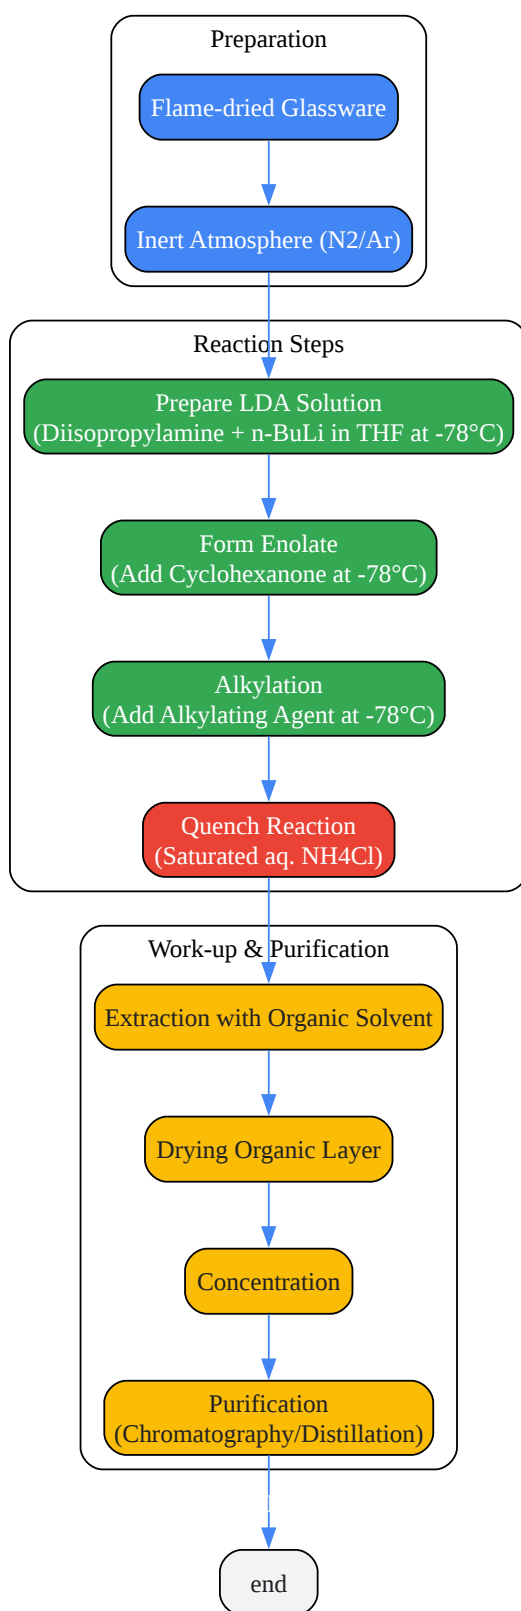 Preparation
Flame-dried Glassware
Inert Atmosphere (N2/Ar)
Reaction Steps
Prepare LDA Solution
(Diisopropylamine + n-BuLi in THF at -78°C)
Form Enolate
(Add Cyclohexanone at -78°C)
Alkylation
(Add Alkylating Agent at -78°C)
Quench Reaction
(Saturated aq. NH4Cl)
Work-up & Purification
Extraction with Organic Solvent
Drying Organic Layer
Concentration
Purification
(Chromatography/Distillation)
end